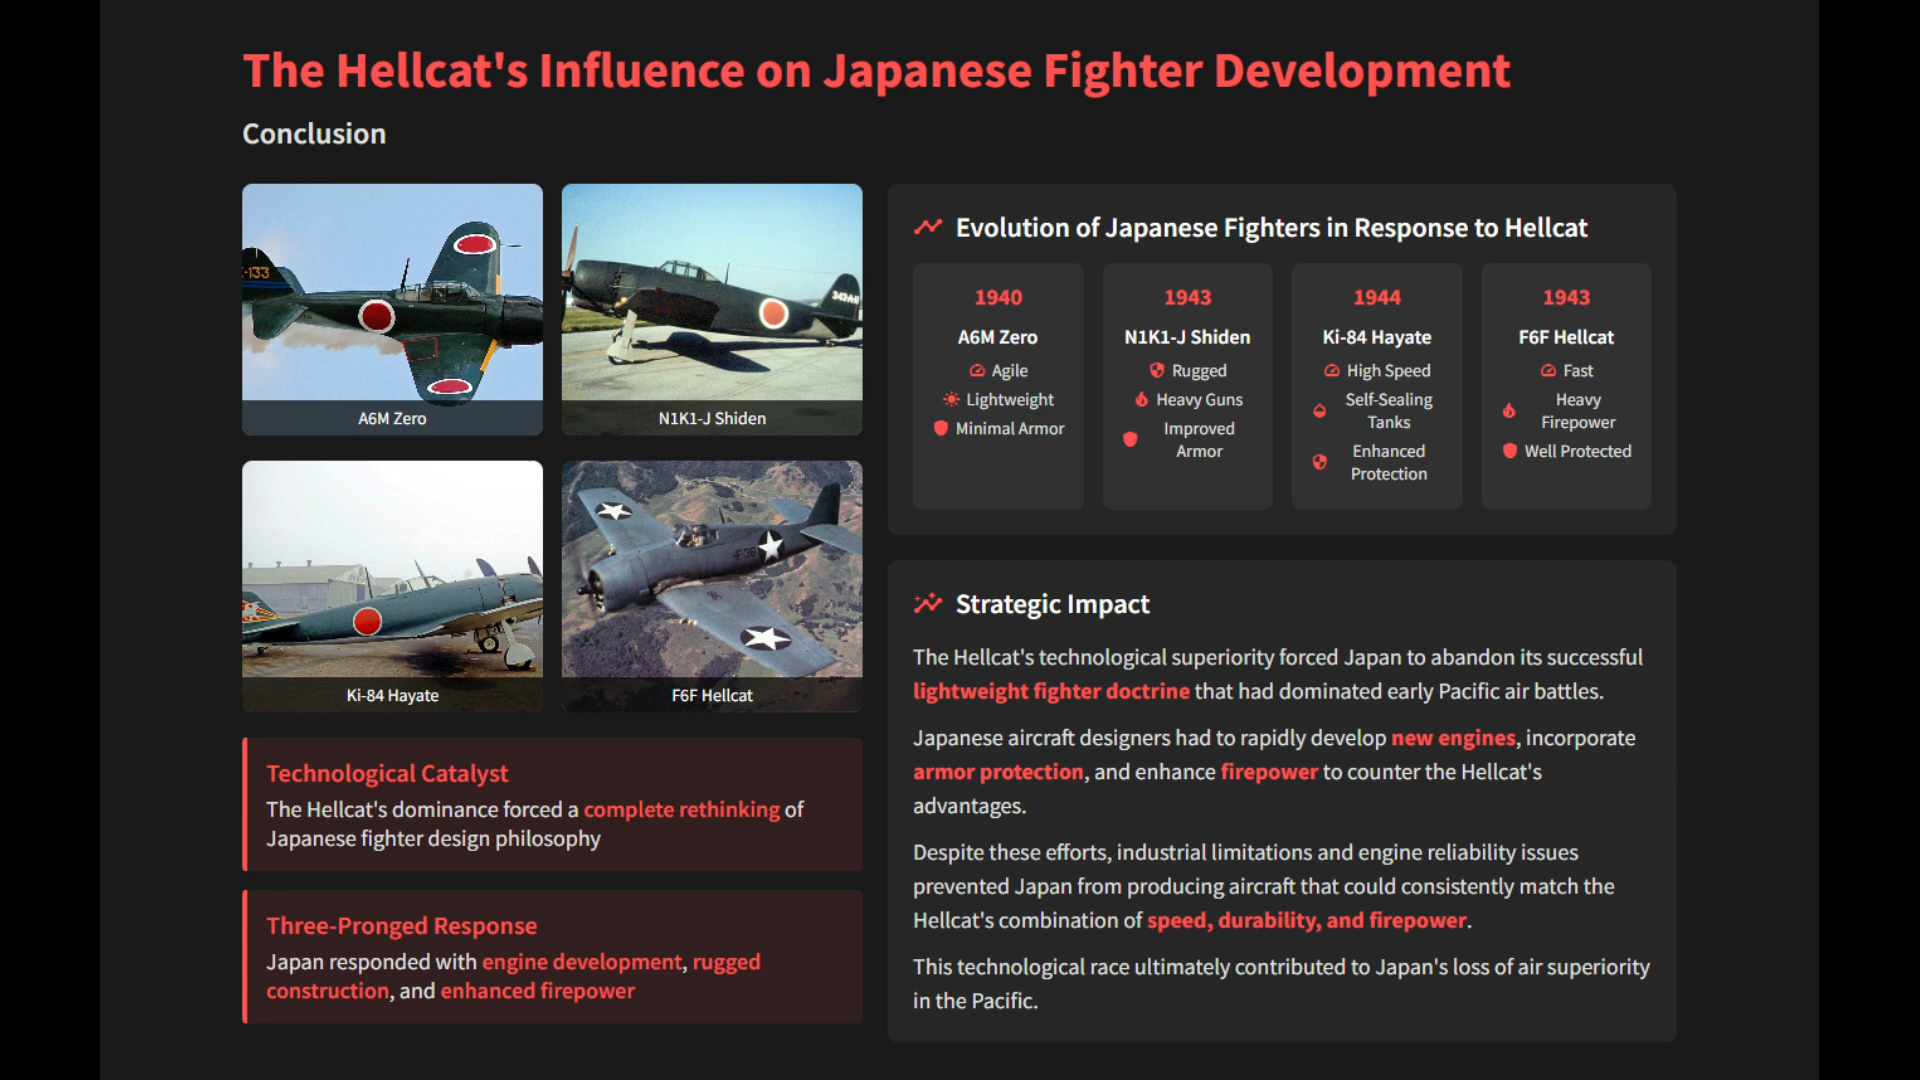 The Hellcat's Influence on Japanese Fighter Development
Conclusion
-133
A6M Zero
343-A
N1K1-J Shiden
Ki-84 Hayate
F6F Hellcat
Technological Catalyst
The Hellcat's dominance forced a complete rethinking of
Japanese fighter design philosophy
Three-Pronged Response
Japan responded with engine development, rugged
construction, and enhanced firepower
Evolution of Japanese Fighters in Response to Hellcat
1940
A6M Zero
Agile
Lightweight
Minimal Armor
1943
N1K1-J Shiden
Rugged
Heavy Guns
Improved
Armor
1944
Ki-84 Hayate
High Speed
Self-Sealing
Tanks
Enhanced
Protection
1943
F6F Hellcat
Fast
Heavy
Firepower
Well Protected
Strategic Impact
The Hellcat's technological superiority forced Japan to abandon its successful
lightweight fighter doctrine that had dominated early Pacific air battles.
Japanese aircraft designers had to rapidly develop new engines, incorporate
armor protection, and enhance firepower to counter the Hellcat's
advantages.
Despite these efforts, industrial limitations and engine reliability issues
prevented Japan from producing aircraft that could consistently match the
Hellcat's combination of speed, durability, and firepower.
This technological race ultimately contributed to Japan's loss of air superiority
in the Pacific.